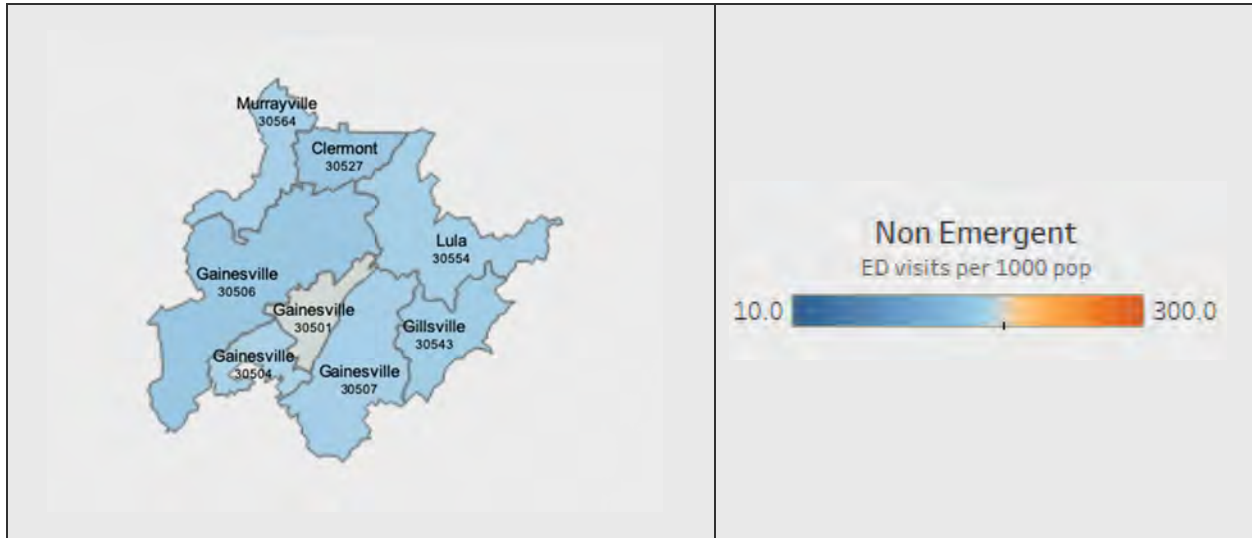 Murrayville
30564
Clermont
30527
Lula
30554
Gainesville
30506
Gainesville
30501
Gillsville
30543
Gainesville
30504
Gainesville
30507
Non Emergent
ED visits per 1000 pop
10.0 300.0